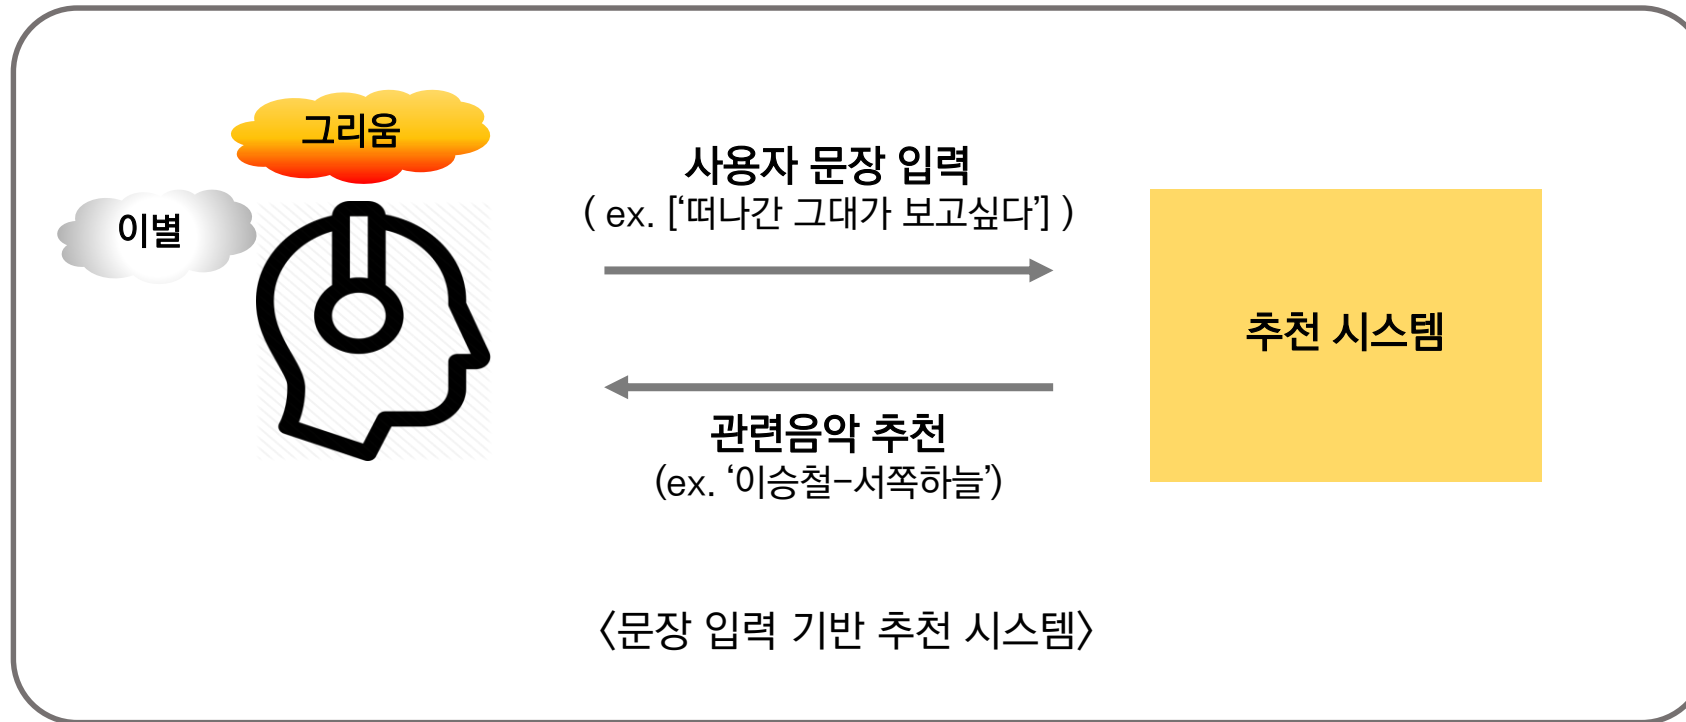 그리움
이별
사용자 문장 입력
( ex. [‘떠나간 그대가 보고싶다’] )
추천 시스템
관련음악 추천
(ex. ‘이승철-서쪽하늘’)
<문장 입력 기반 추천 시스템>